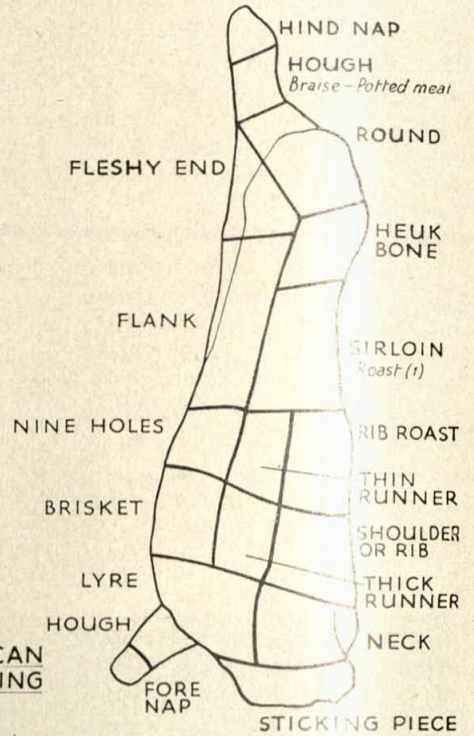 HIND NAP
HOUGH
Braise - Potted meat
ROUND
FLESHY END
HEUK
BONE
FLANK
SIRLOIN
Roast (1)
NINE HOLES
RIB ROAST
THIN
RUNNER
BRISKET
SHOULDER
OR RIB
LYRE
THICK
RUNNER
HOUGH
NECK
CAN
ING
FORE
NAP
STICKING PIECE